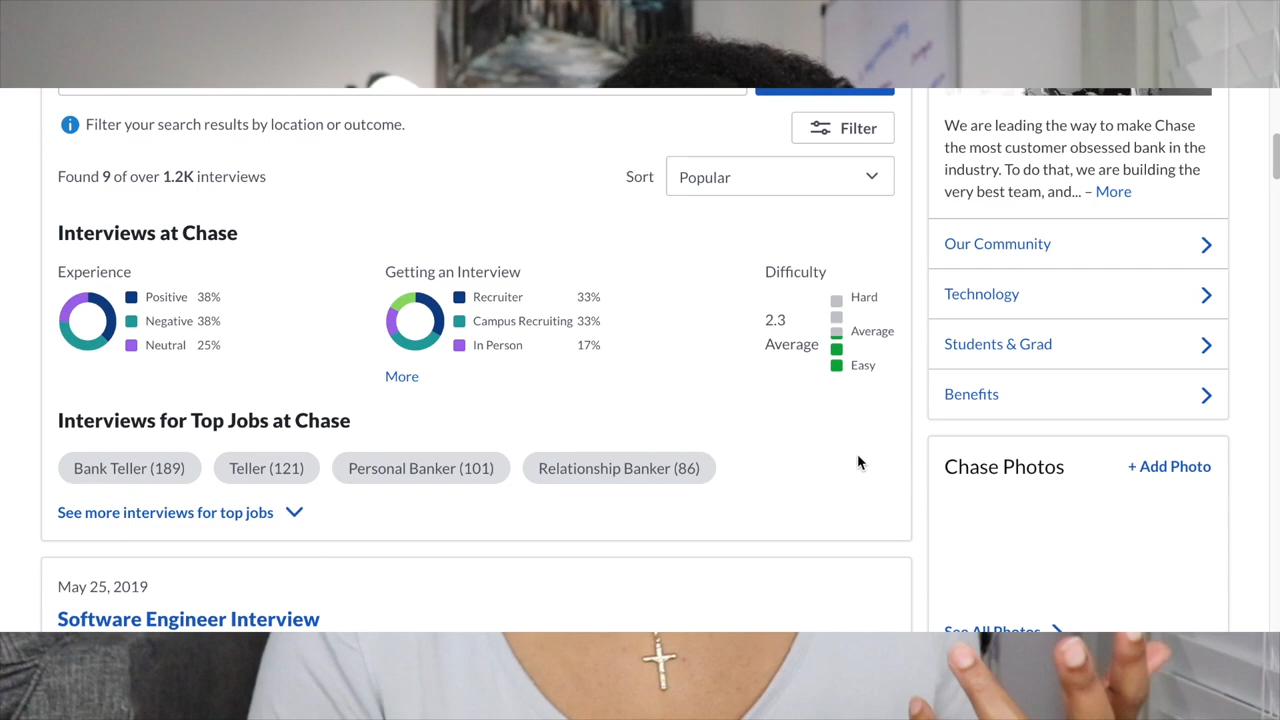 Filter your search results by location or outcome.
Filter
Found 9 of over 1.2K interviews
Sort
Popular
Interviews at Chase
Experience
Positive 38%
Negative 38%
Neutral 25%
Getting an Interview
Recruiter 33%
Campus Recruiting 33%
In Person 17%
More
Difficulty
2.3
Average
Hard
Average
Easy
Interviews for Top Jobs at Chase
Bank Teller (189)
Teller (121)
Personal Banker (101)
Relationship Banker (86)
See more interviews for top jobs
May 25, 2019
Software Engineer Interview
We are leading the way to make Chase
the most customer obsessed bank in the
industry. To do that, we are building the
very best team, and... – More
Our Community
Technology
Students & Grad
Benefits
Chase Photos
+ Add Photo
See All Photos